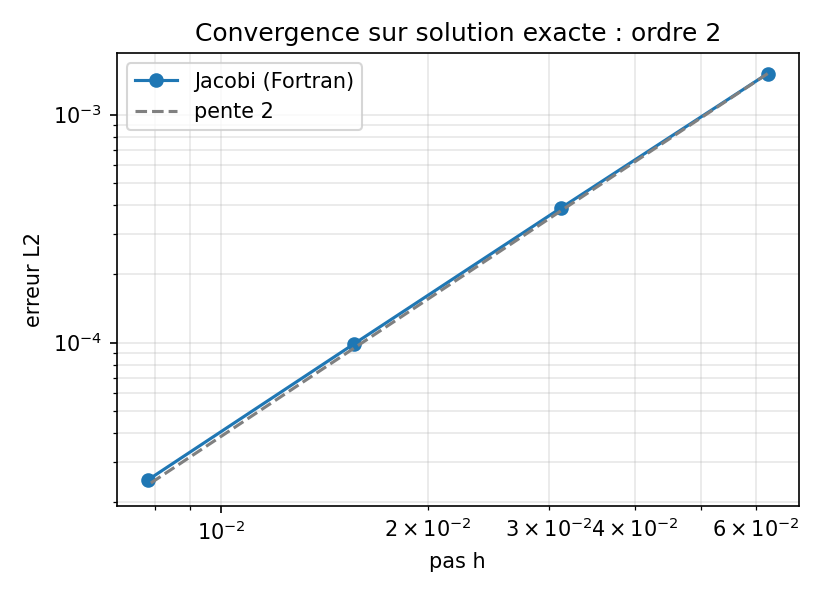 Convergence sur solution exacte : ordre 2
Jacobi (Fortran)
pente 2
10⁻³
10⁻⁴
erreur L2
10⁻²
2 × 10⁻²
3 × 10⁻²
4 × 10⁻²
6 × 10⁻²
pas h